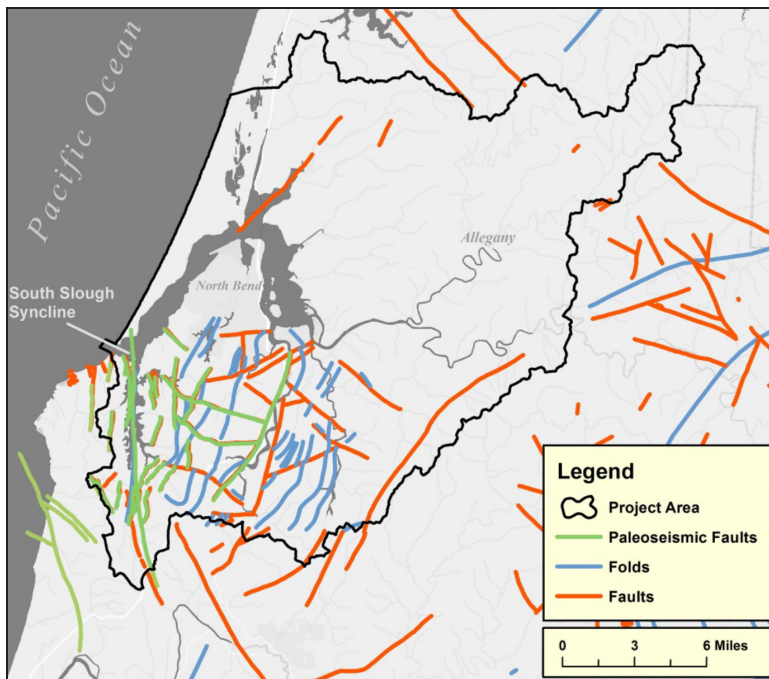 Pacific Ocean
Allegany
North Bend
South Slough
Syncline
Legend
Project Area
Paleoseismic Faults
Folds
Faults
0 3 6 Miles